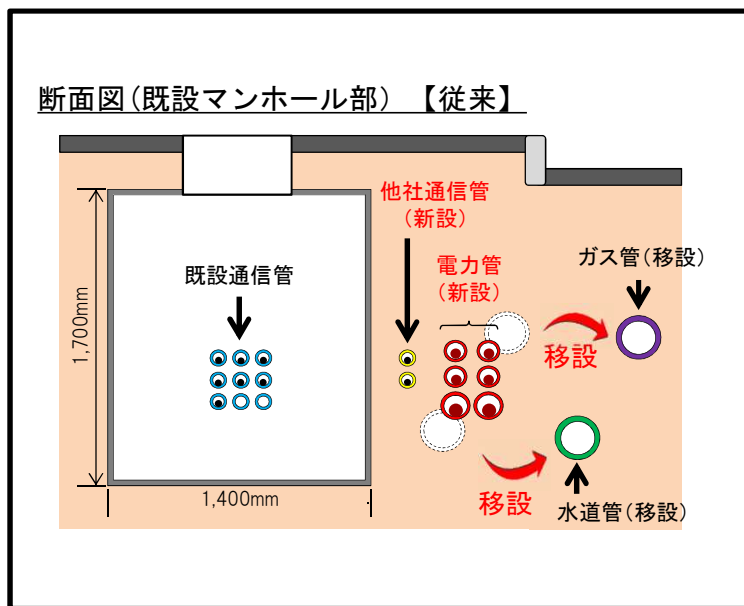 断面図(既設マンホール部) 【従来】
他社通信管
(新設)
電力管
(新設)
ガス管(移設)
既設通信管
移設
1,700mm
移設
水道管(移設)
1,400mm